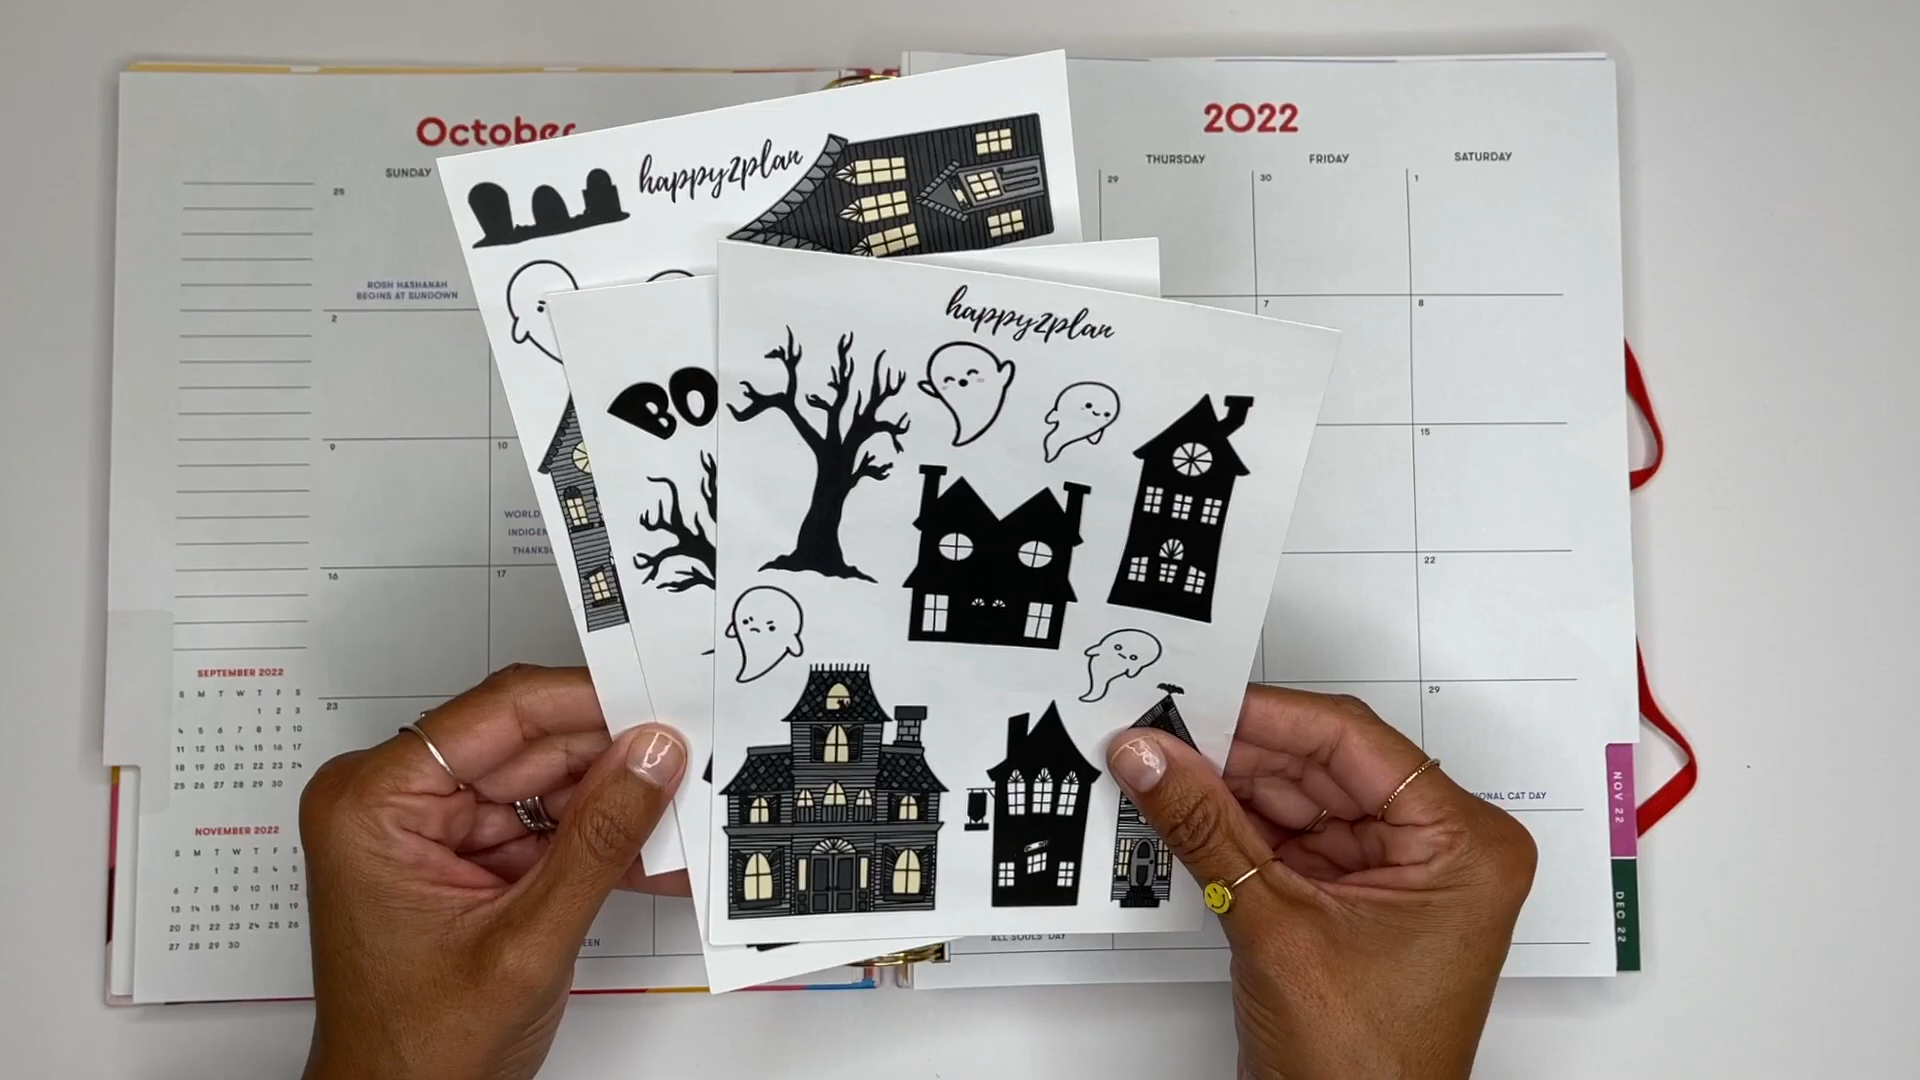 October
2022
SUNDAY
THURSDAY
FRIDAY
SATURDAY
25
29
30
1
ROSH HASHANAH
BEGINS AT SUNDOWN
2
7
8
9
10
15
WORLD
16
17
22
23
29
ALL SOULS' DAY
CAT DAY
happy2plan
happy2plan
BO
SEPTEMBER 2022
S M T W T F S
1 2 3
4 5 6 7 8 9 10
11 12 13 14 15 16 17
18 19 20 21 22 23 24
25 26 27 28 29 30
NOVEMBER 2022
S M T W T F S
1 2 3 4 5
6 7 8 9 10 11 12
13 14 15 16 17 18 19
20 21 22 23 24 25 26
27 28 29 30
NOV 22
DEC 22